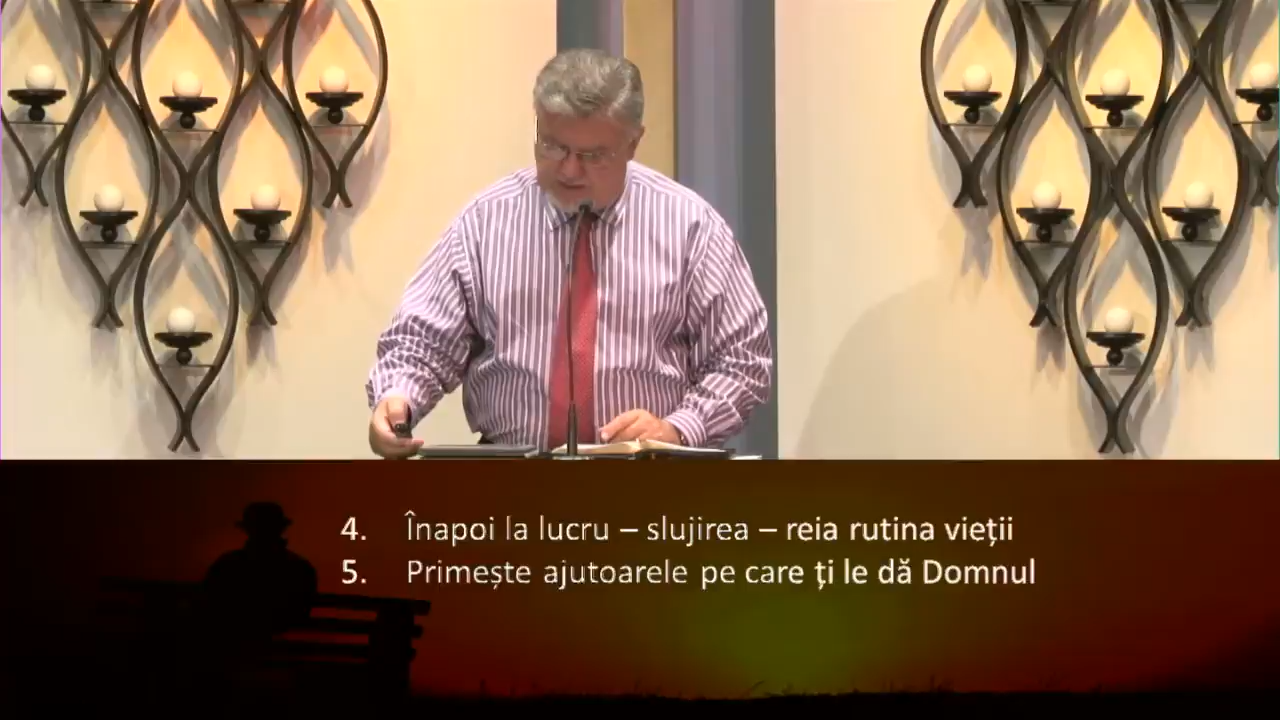 4. Înapoi la lucru – slujirea – reia rutina vieții
5. Primește ajutoarele pe care ți le dă Domnul